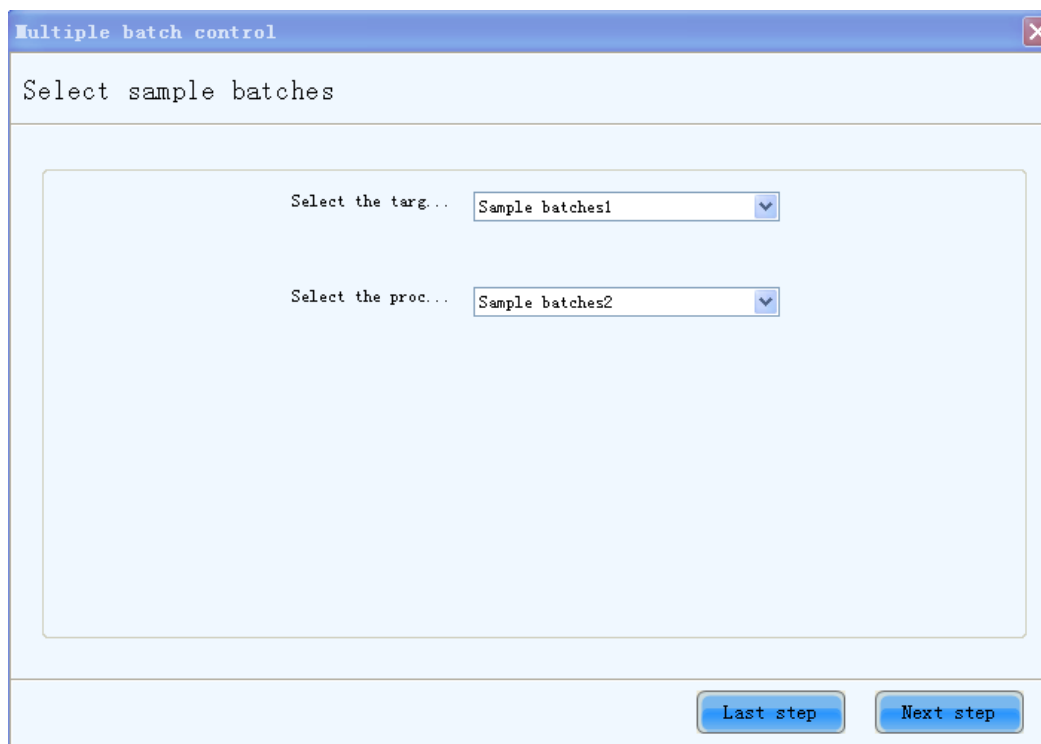 Multiple batch control
Select sample batches
Select the targ... Sample batches1
Select the proc... Sample batches2
Last step Next step